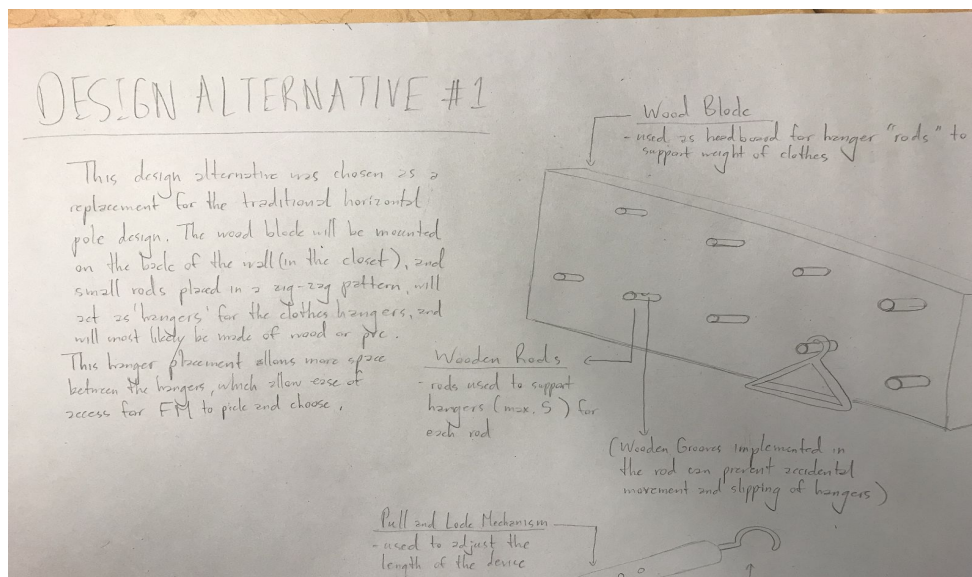 DESIGN ALTERNATIVE #1
This design alternative was chosen as a
replacement for the traditional horizontal
pole design. The wood block will be mounted
on the back of the wall (in the closet), and
small rods placed in a zig-zag pattern, will
act as 'hangers' for the clothes hangers, and
will most likely be made of wood or pvc.
This hanger placement allows more space
between the hangers, which allow ease of
access for FM to pick and choose.
Wood Block
- used as headboard for hanger "rods" to
support weight of clothes
Wooden Rods
- rods used to support
hangers (max. 5) for
each rod
(Wooden Grooves implemented in
the rod can prevent accidental
movement and slipping of hangers)
Pull and Lock Mechanism
- used to adjust the
length of the device